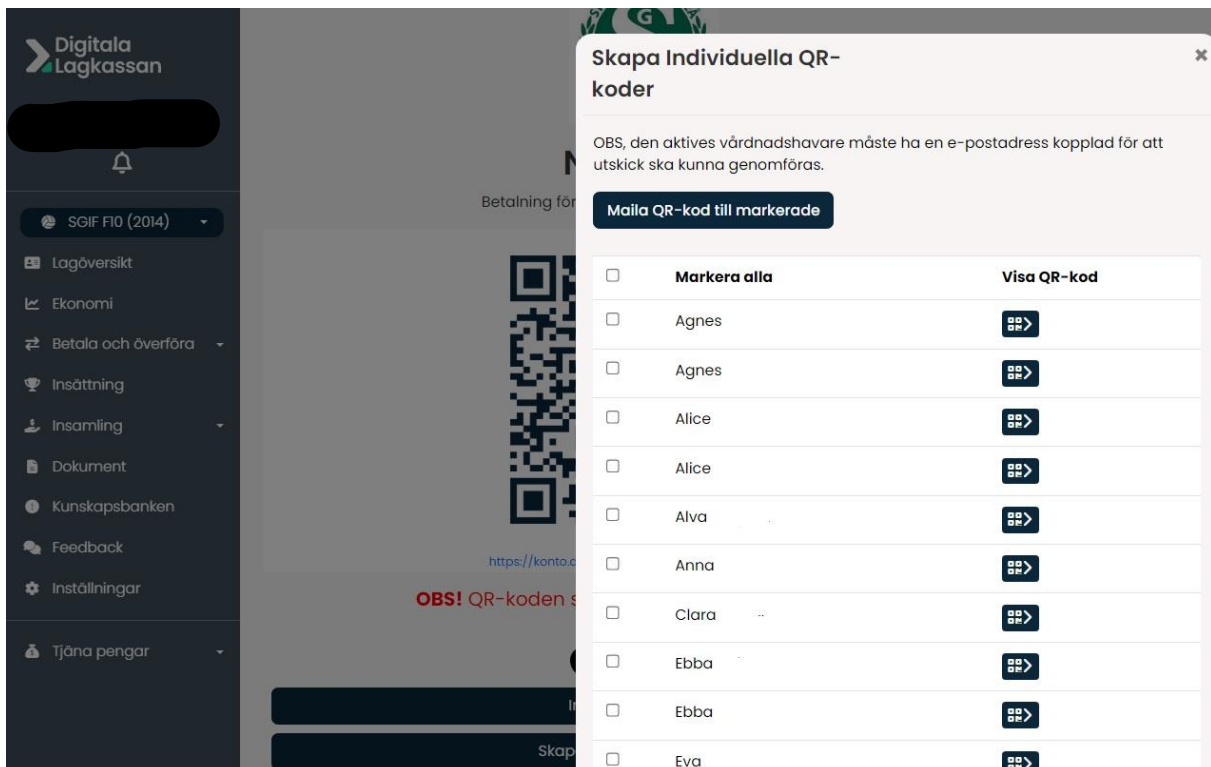 Digitala
Lagkassan
SGIF F10 (2014)
Lagöversikt
Ekonomi
Betala och överföra
Insättning
Insamling
Dokument
Kunskapsbanken
Feedback
Inställningar
Tjäna pengar
G
Betalning för
https://konto.
OBS! QR-koden
Skapa Individuella QR-
koder
OBS, den aktives vårdnadshavare måste ha en e-postadress kopplad för att
utskick ska kunna genomföras.
Maila QR-kod till markerade
Markera alla Visa QR-kod
Agnes
Agnes
Alice
Alice
Alva
Anna
Clara
Ebba
Ebba
Eva